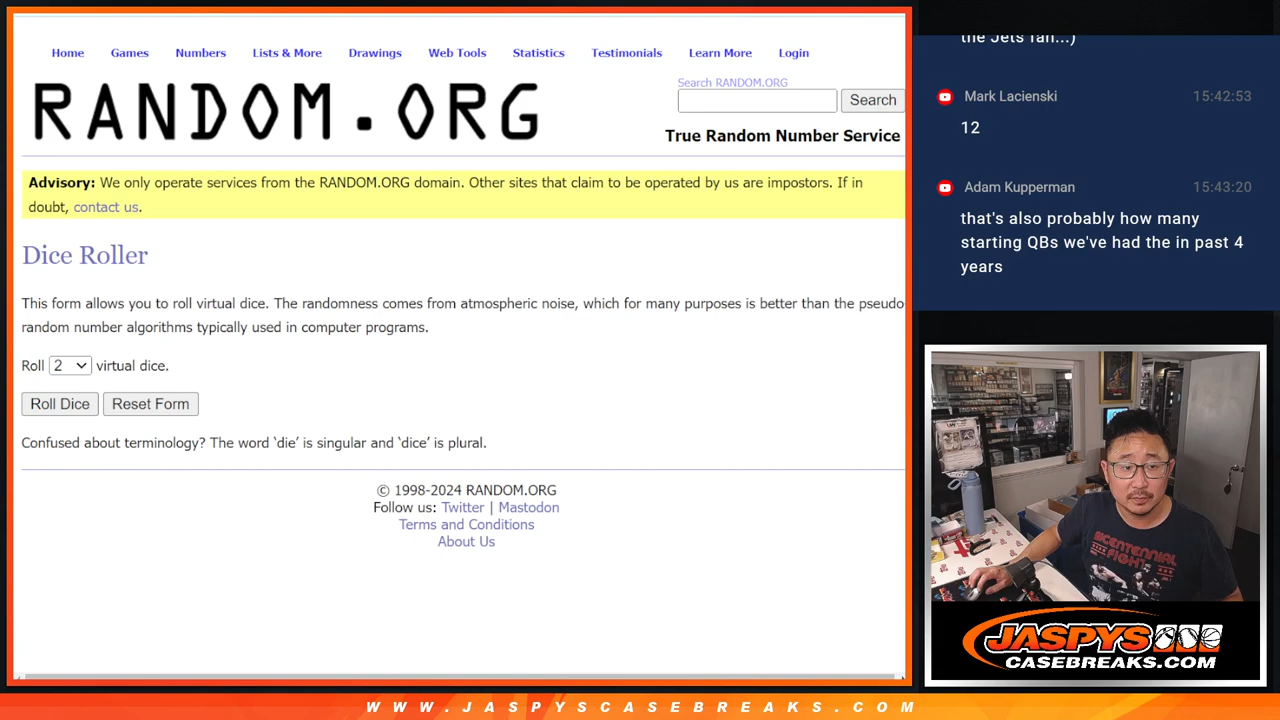 Home Games Numbers Lists & More Drawings Web Tools Statistics Testimonials Learn More Login
RANDOM.ORG
Search RANDOM.ORG
Search
True Random Number Service
Advisory: We only operate services from the RANDOM.ORG domain. Other sites that claim to be operated by us are impostors. If in
doubt, contact us.
Dice Roller
This form allows you to roll virtual dice. The randomness comes from atmospheric noise, which for many purposes is better than the pseudo-
random number algorithms typically used in computer programs.
Roll 2 virtual dice.
Roll Dice Reset Form
Confused about terminology? The word ‘die’ is singular and ‘dice’ is plural.
© 1998-2024 RANDOM.ORG
Follow us: Twitter | Mastodon
Terms and Conditions
About Us
the Jets fan...)
Mark Lacienski 15:42:53
12
Adam Kupperman 15:43:20
that's also probably how many
starting QBs we've had the in past 4
years
BICENTENNIAL
FIGHT
JASPYS
CASEBREAKS.COM
WWW.JASPYSCASEBREAKS.COM